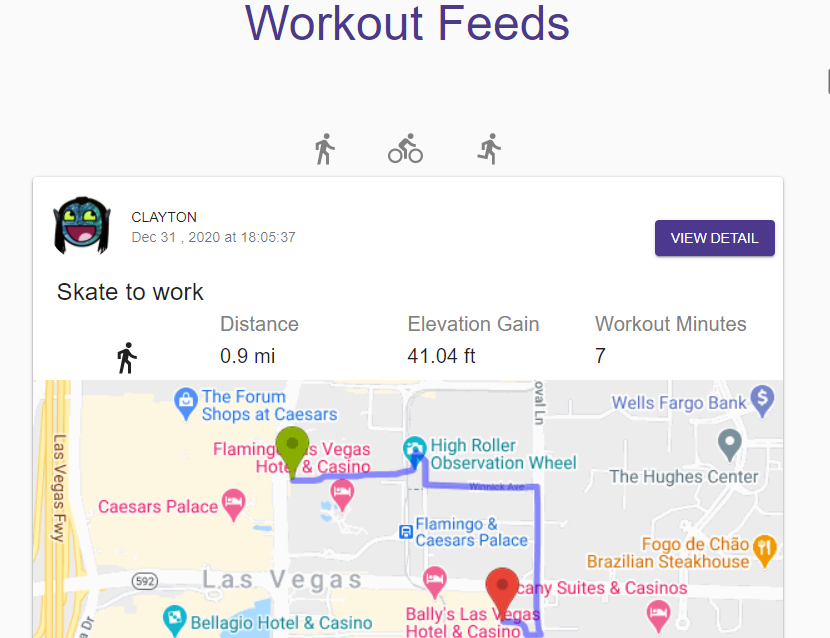 Workout Feeds
CLAYTON
Dec 31 , 2020 at 18:05:37
VIEW DETAIL
Skate to work
Distance
Elevation Gain
Workout Minutes
0.9 mi
41.04 ft
7
The Forum
Shops at Caesars
oval Ln
Wells Fargo Bank
$
Las Vegas Fwy
Flamingo Las Vegas
Hotel & Casino
High Roller
Observation Wheel
The Hughes Center
Winnick Ave
Caesars Palace
Flamingo &
Caesars Palace
Fogo de Chão
Brazilian Steakhouse
592
Las Vegas
cany Suites & Casinos
Bally's Las Vegas
Hotel & Casino
Bellagio Hotel & Casino
a Dr